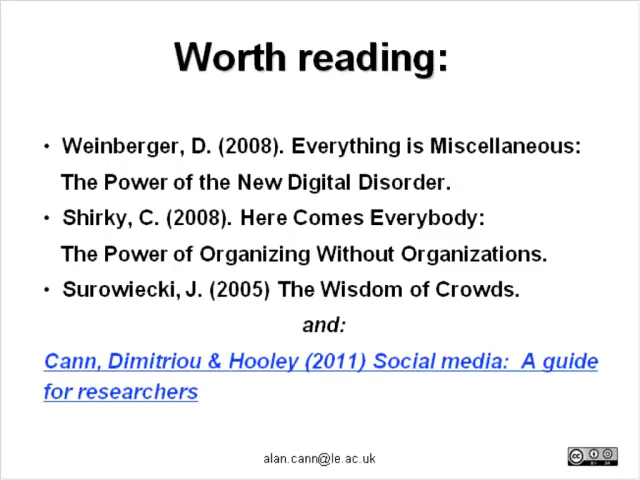 Worth reading:
• Weinberger, D. (2008). Everything is Miscellaneous:
The Power of the New Digital Disorder.
• Shirky, C. (2008). Here Comes Everybody:
The Power of Organizing Without Organizations.
• Surowiecki, J. (2005) The Wisdom of Crowds.
and:
Cann, Dimitriou & Hooley (2011) Social media: A guide
for researchers
alan.cann@le.ac.uk